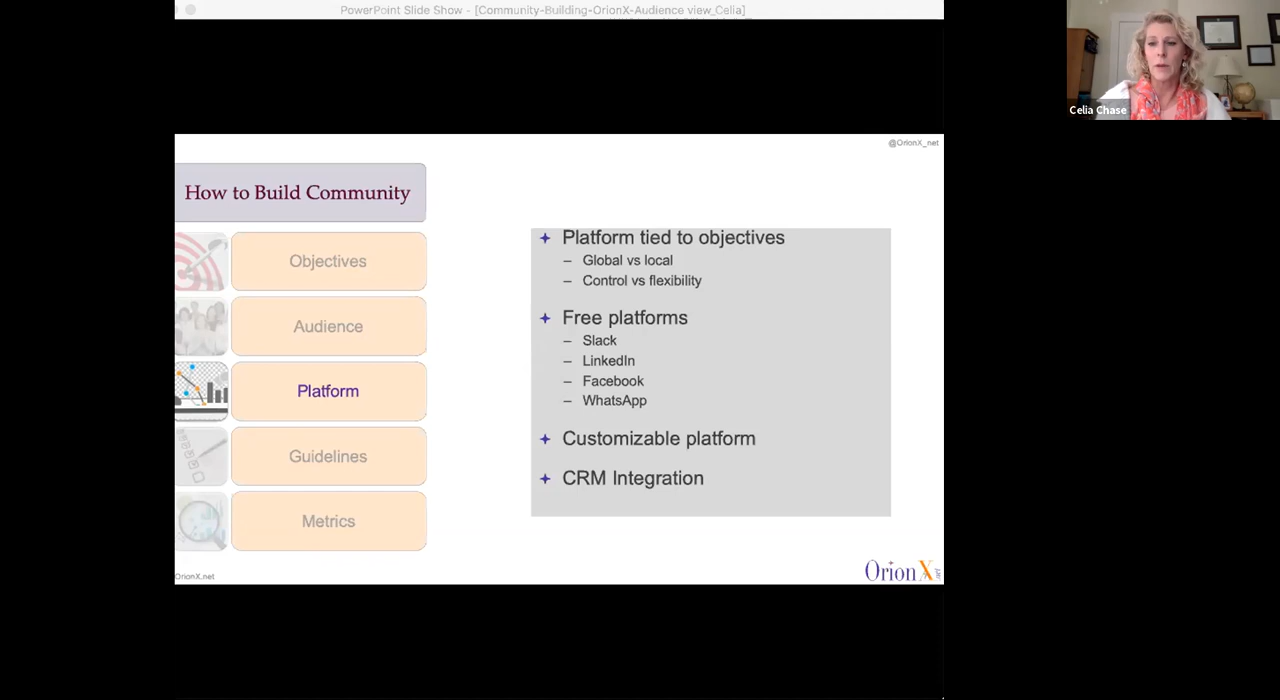 PowerPoint Slide Show - [Community-Building-OrionX-Audience view_Celia]
Celia Chase
@OrionX_net
How to Build Community
Objectives
Audience
Platform
Guidelines
Metrics
Platform tied to objectives
– Global vs local
– Control vs flexibility
Free platforms
– Slack
– LinkedIn
– Facebook
– WhatsApp
Customizable platform
CRM Integration
OrionX.net
OrionX.net